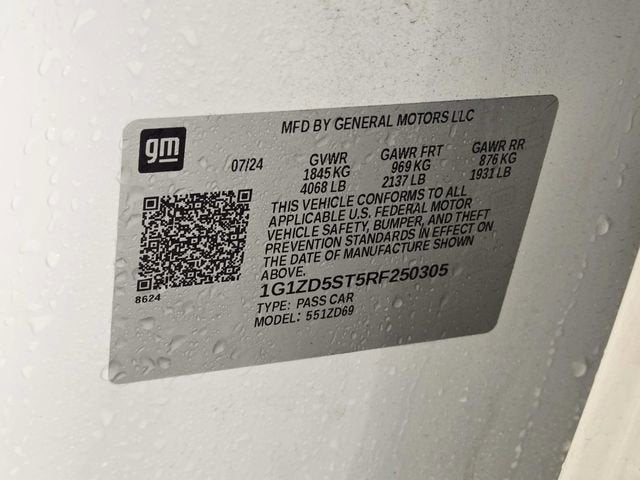 MFD BY GENERAL MOTORS LLC
gm
07/24
GVWR
1845 KG
4068 LB
GAWR FRT
969 KG
2137 LB
GAWR RR
876 KG
1931 LB
THIS VEHICLE CONFORMS TO ALL
APPLICABLE U.S. FEDERAL MOTOR
VEHICLE SAFETY, BUMPER, AND THEFT
PREVENTION STANDARDS IN EFFECT ON
THE DATE OF MANUFACTURE SHOWN
ABOVE.
8624
1G1ZD5ST5RF250305
TYPE: PASS CAR
MODEL: 551ZD69